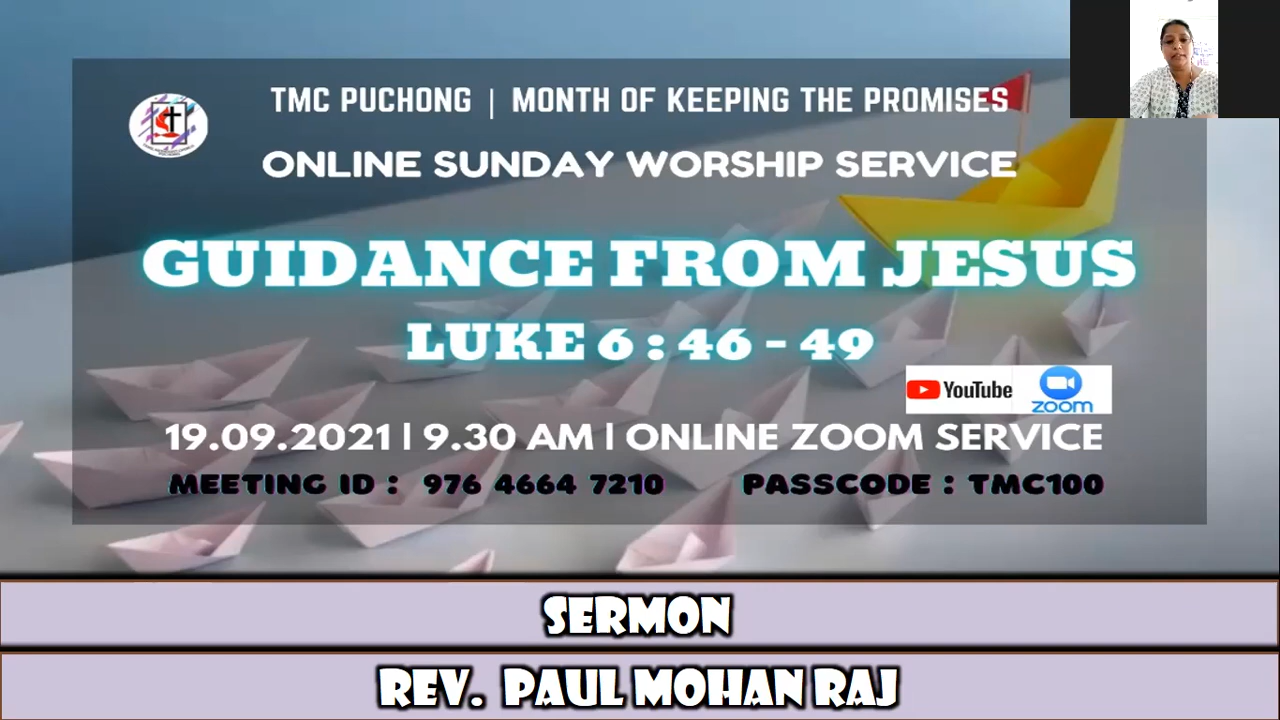 TMC PUCHONG | MONTH OF KEEPING THE PROMISES
ONLINE SUNDAY WORSHIP SERVICE
GUIDANCE FROM JESUS
LUKE 6 : 46 - 49
YouTube zoom
19.09.2021 | 9.30 AM | ONLINE ZOOM SERVICE
MEETING ID : 976 4664 7210 PASSCODE : TMC100
SERMON
REV. PAUL MOHAN RAJ